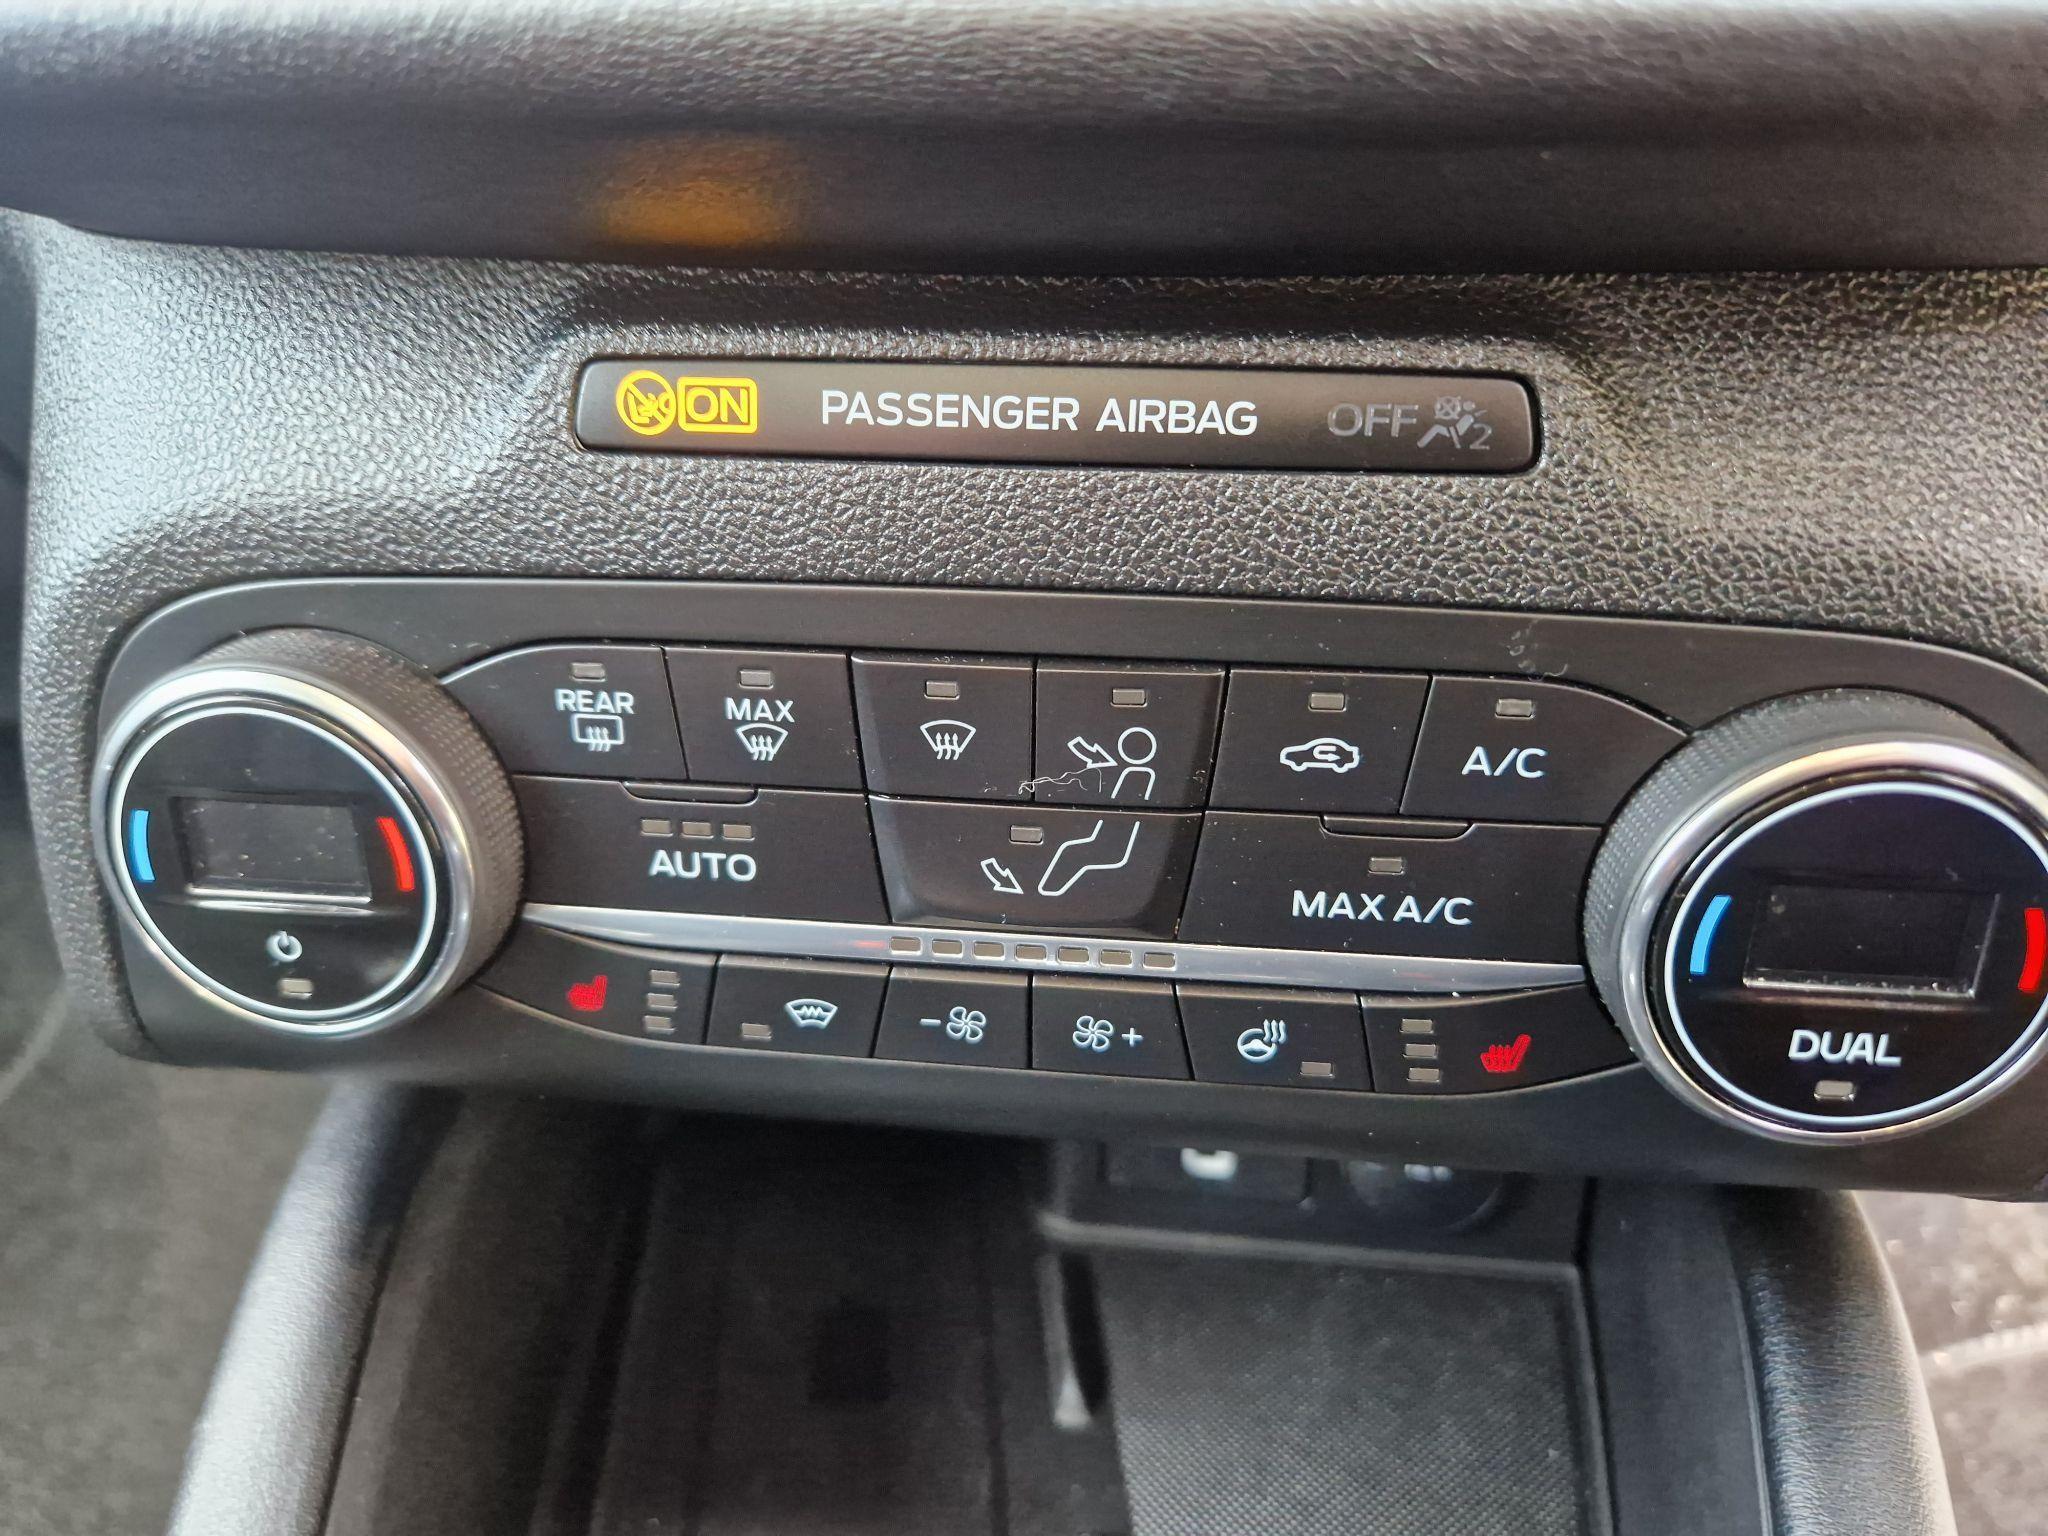 ON PASSENGER AIRBAG OFF 2
REAR
MAX
A/C
AUTO
MAX A/C
- +
DUAL